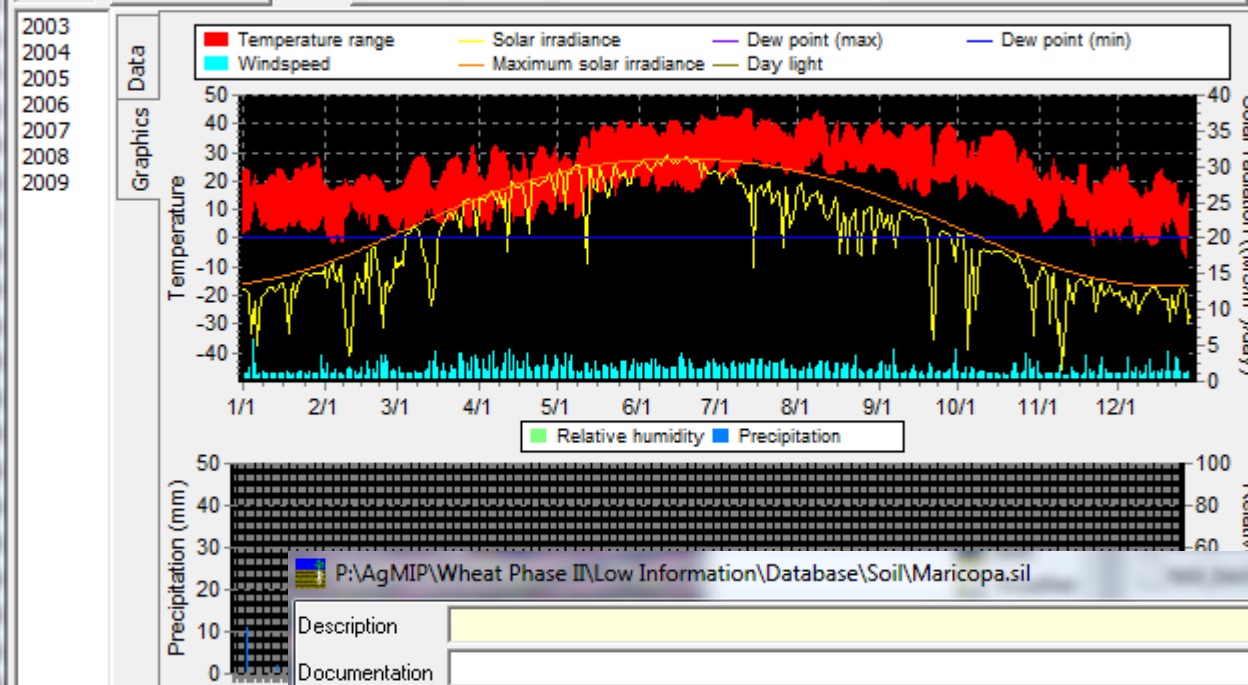 2003
2004
2005
2006
2007
2008
2009
Data
Graphics
Temperature range
Solar irradiance
Dew point (max)
Dew point (min)
Windspeed
Maximum solar irradiance
Day light
50
40
30
20
10
0
-10
-20
-30
-40
Temperature
40
35
30
25
20
15
10
5
0
1/1 2/1 3/1 4/1 5/1 6/1 7/1 8/1 9/1 10/1 11/1 12/1
Relative humidity
Precipitation
50
40
30
20
10
0
Precipitation (mm)
100
80
60
P:\AgMIP\Wheat Phase II\Low Information\Database\Soil\Maricopa.sil
Description
Documentation